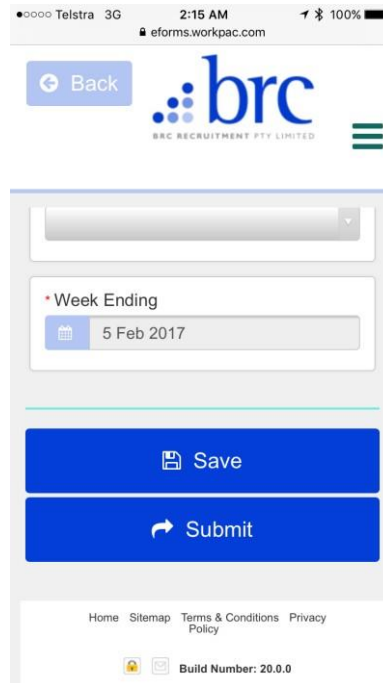 Telstra 3G 2:15 AM 100%
eforms.workpac.com
Back
brc
BRC RECRUITMENT PTY LIMITED
* Week Ending
5 Feb 2017
Save
Submit
Home Sitemap Terms & Conditions Privacy
Policy
Build Number: 20.0.0